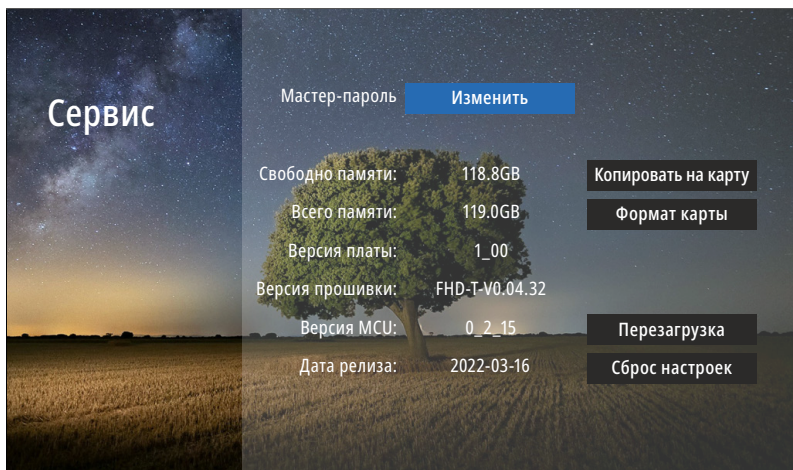 Сервис
Мастер-пароль Изменить
Свободно памяти: 118.8GB Копировать на карту
Всего памяти: 119.0GB Формат карты
Версия платы: 1_00
Версия прошивки: FHD-T-V0.04.32
Версия MCU: 0_2_15 Перезагрузка
Дата релиза: 2022-03-16 Сброс настроек